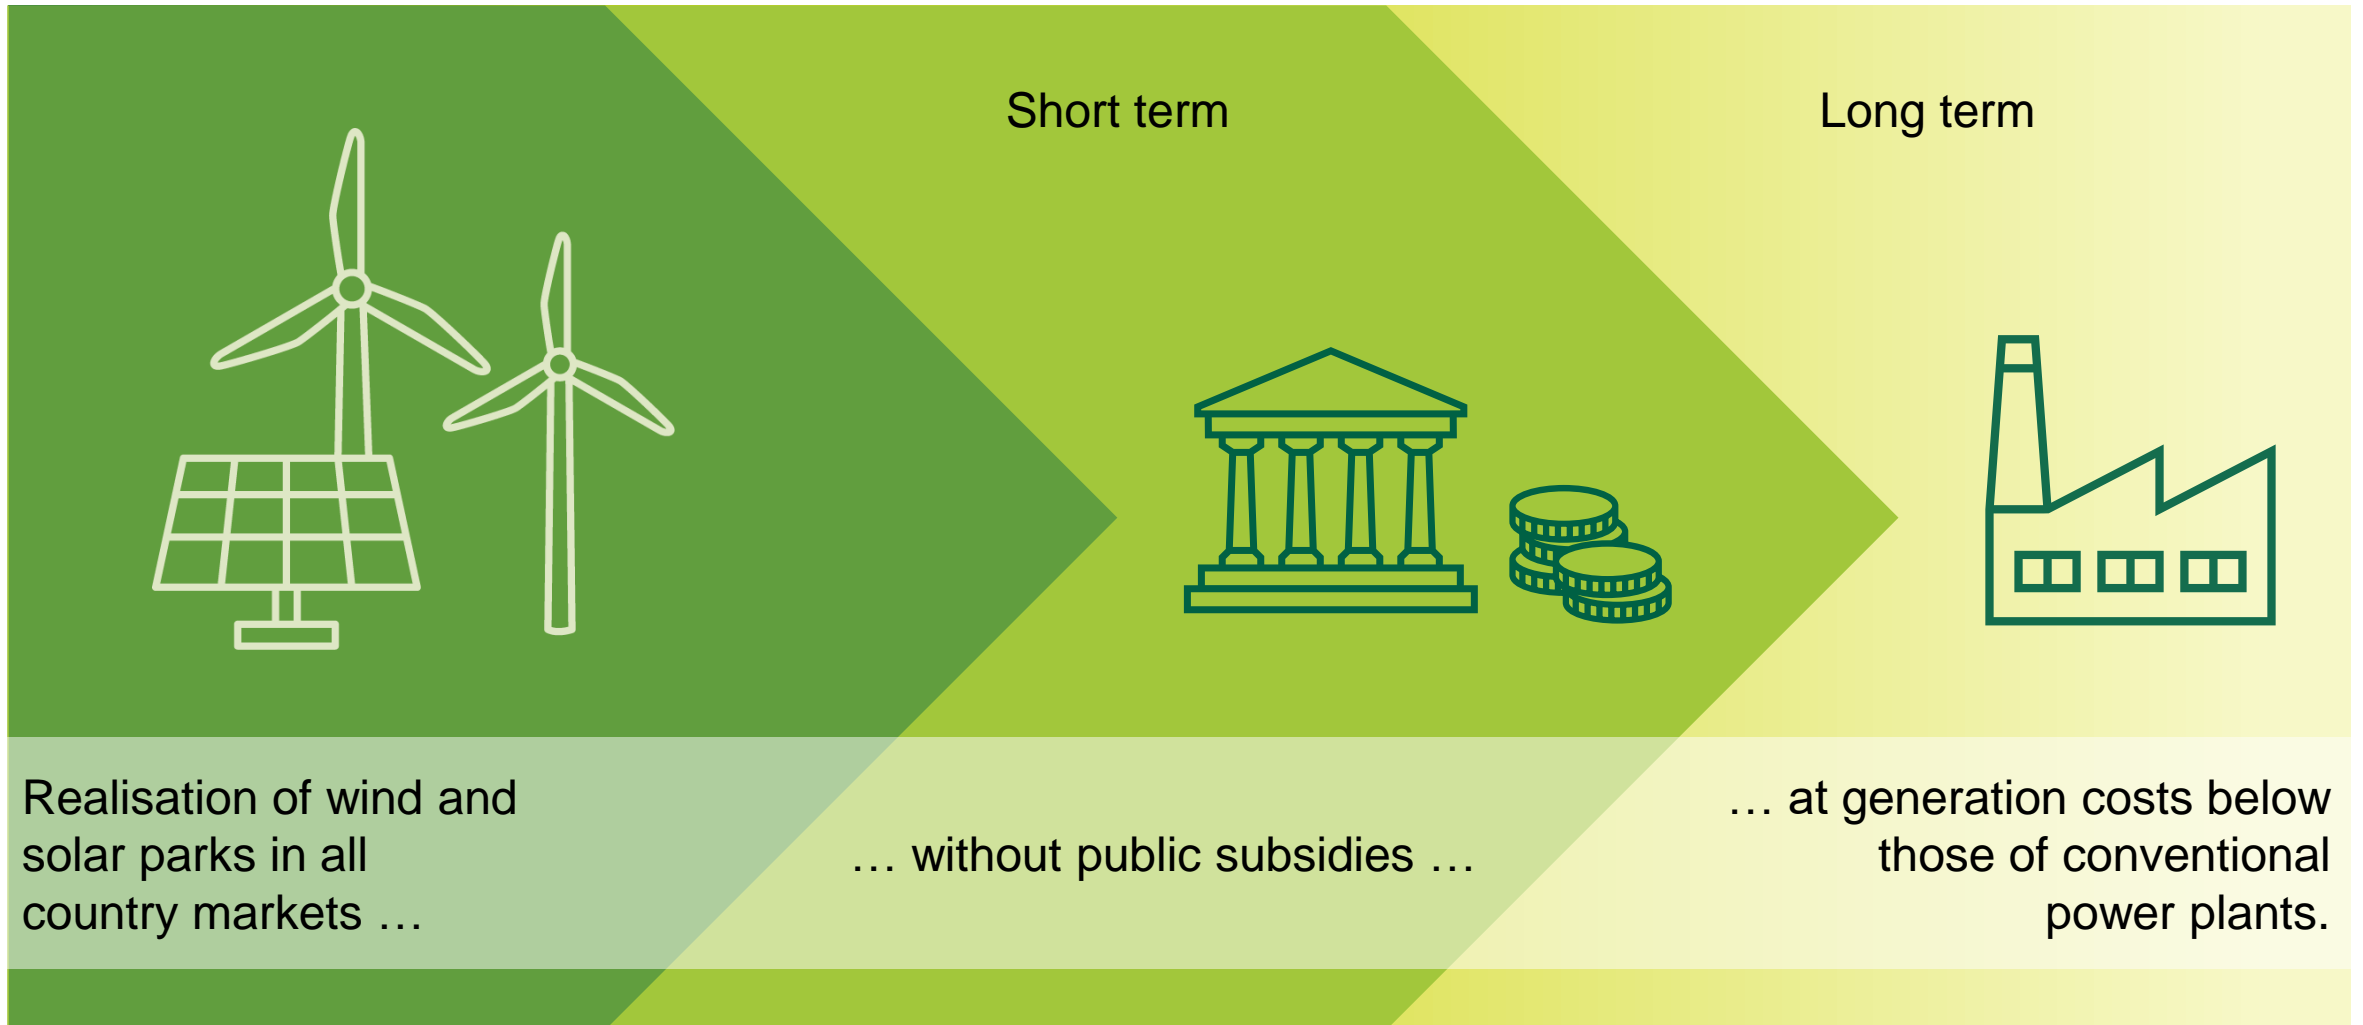 Short term
Long term
Realisation of wind and
solar parks in all
country markets …
… without public subsidies …
… at generation costs below
those of conventional
power plants.